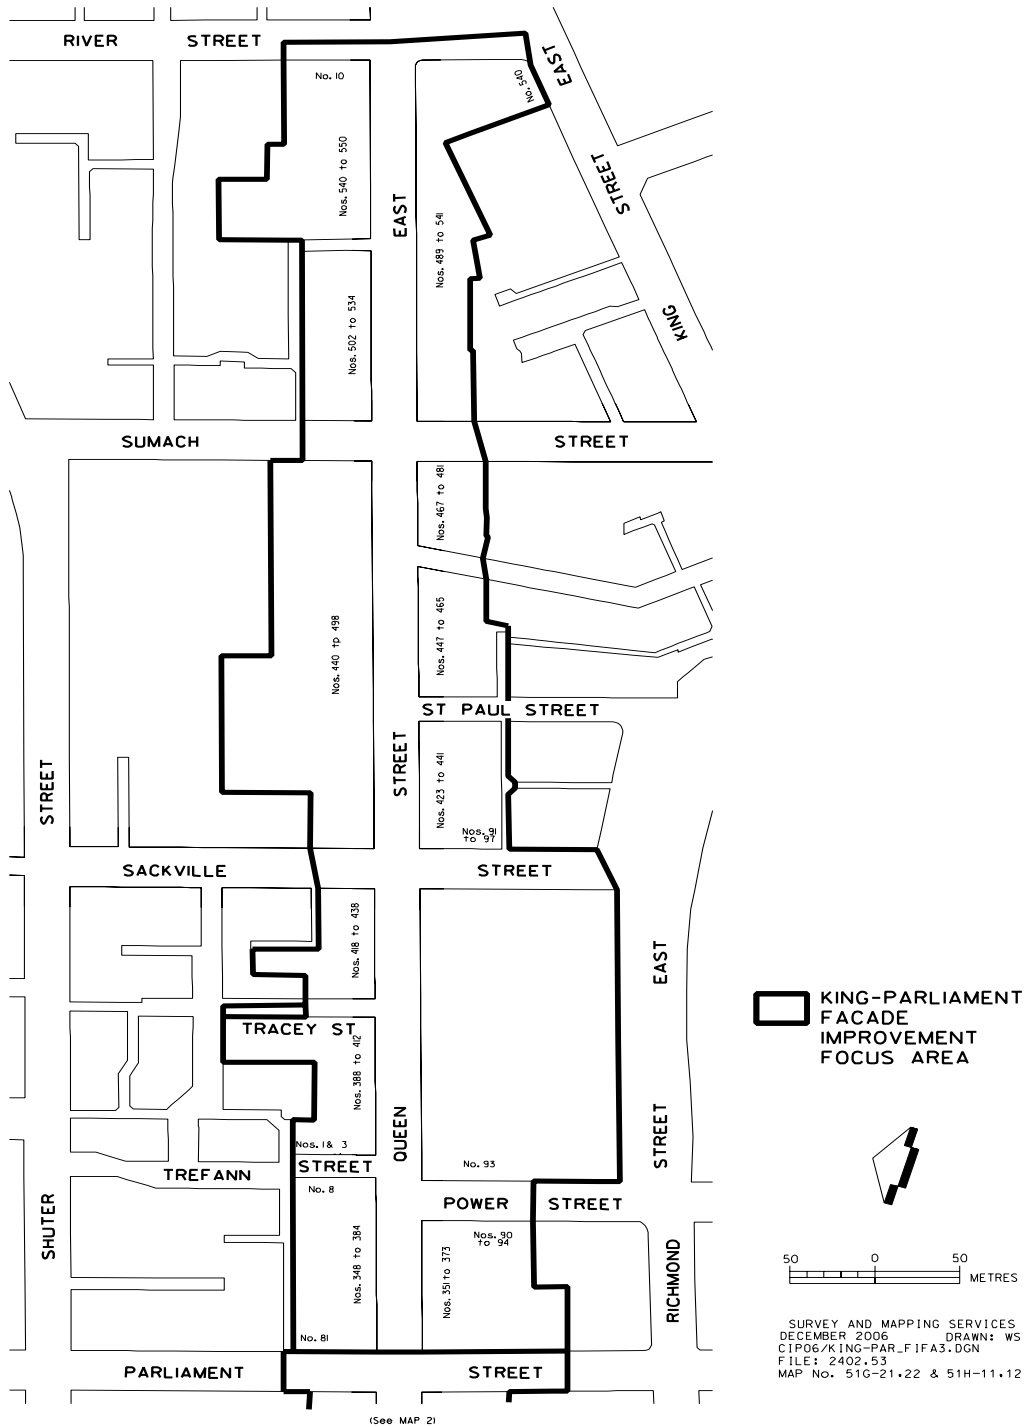 RIVER STREET
EAST
No. 10
No. 540
Nos. 540 to 550
EAST
STREET
Nos. 489 to 541
Nos. 502 to 534
KING
SUMACH STREET
Nos. 467 to 481
Nos. 447 to 465
Nos. 440 tp 498
ST PAUL STREET
STREET
STREET
Nos. 423 to 441
Nos. 91
to 97
SACKVILLE STREET
Nos. 418 to 438
EAST
KING-PARLIAMENT
FACADE
IMPROVEMENT
FOCUS AREA
TRACEY ST
Nos. 388 to 412
QUEEN
STREET
Nos. 1 & 3
STREET
No. 93
TREFANN
No. 8
POWER STREET
SHUTER
Nos. 90
to 94
Nos. 348 to 384
Nos. 351 to 373
RICHMOND
50 0 50
METRES
No. 81
SURVEY AND MAPPING SERVICES
DECEMBER 2006 DRAWN: WS
CIP06/KING-PAR_FIFA3.DGN
FILE: 2402.53
MAP No. 51G-21.22 & 51H-11.12
PARLIAMENT STREET
(See MAP 2)